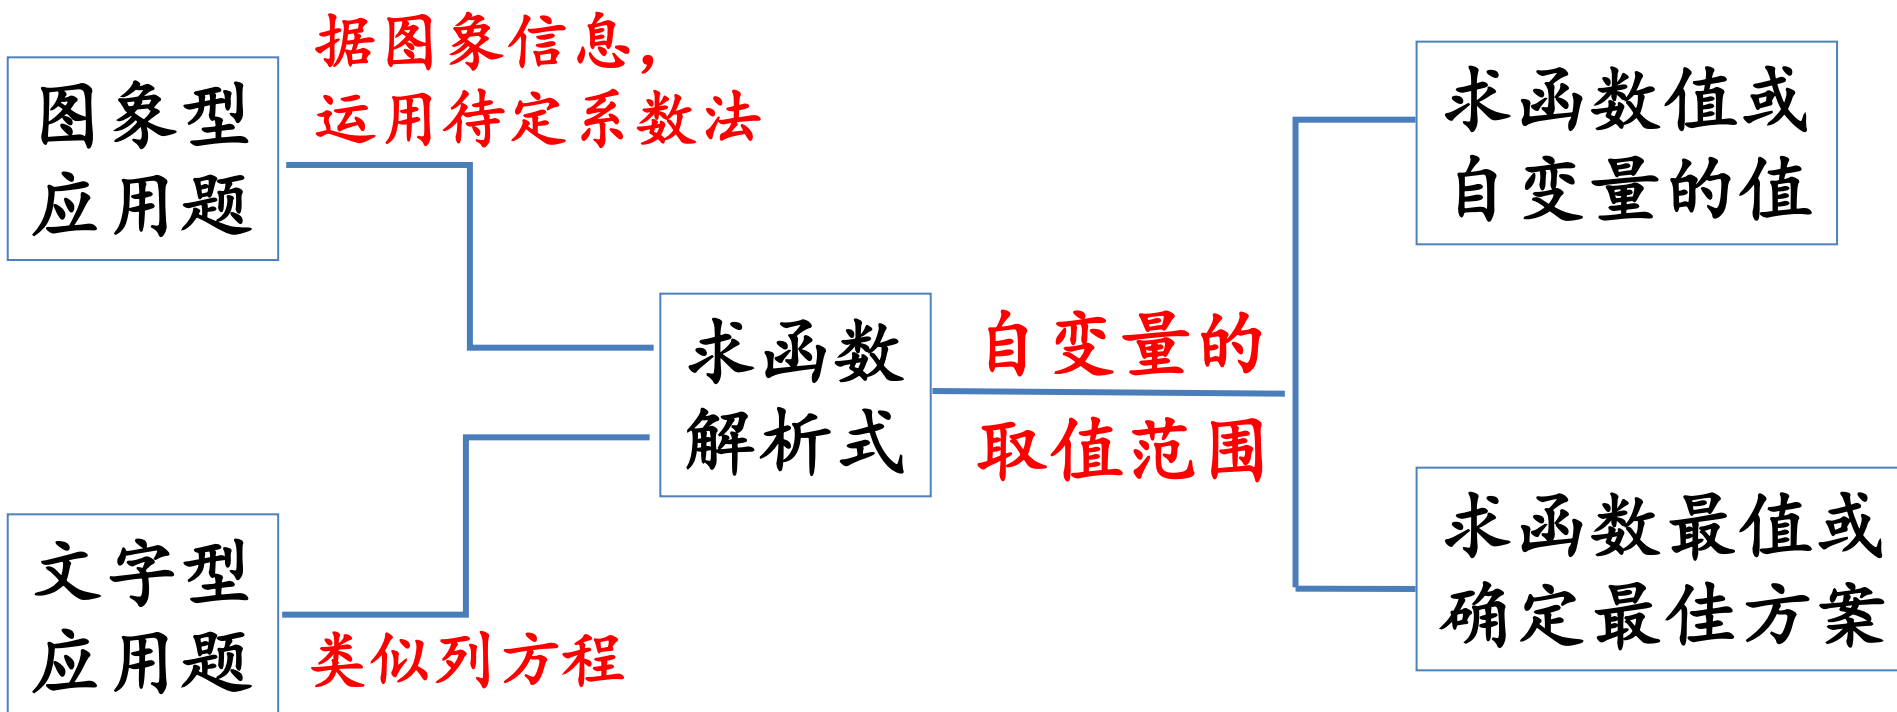 据图象信息，
运用待定系数法
图象型
应用题
求函数值或
自变量的值
求函数
解析式
自变量的
取值范围
文字型
应用题
类似列方程
求函数最值或
确定最佳方案